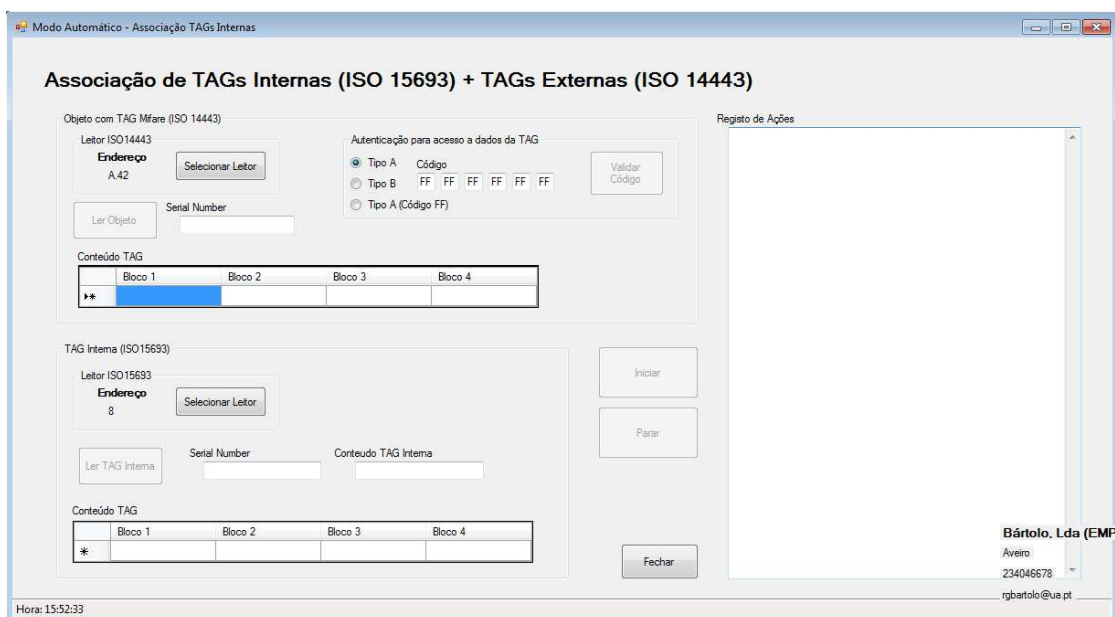 Modo Automático - Associação TAGs Internas
Associação de TAGs Internas (ISO 15693) + TAGs Externas (ISO 14443)
Objeto com TAG Mifare (ISO 14443)
Registo de Ações
Leitor ISO14443
Autenticação para acesso a dados da TAG
Endereço
A.42
Selecionar Leitor
Tipo A
Código
Tipo B
FF FF FF FF FF FF
Validar
Código
Tipo A (Código FF)
Ler Objeto
Serial Number
Conteúdo TAG
Bloco 1 Bloco 2 Bloco 3 Bloco 4
TAG Interna (ISO15693)
Leitor ISO15693
Endereço
8
Selecionar Leitor
Iniciar
Parar
Ler TAG Interna
Serial Number
Conteudo TAG Interna
Conteúdo TAG
Bloco 1 Bloco 2 Bloco 3 Bloco 4
Fechar
Bártolo, Lda (EMP
Aveiro
234046678
rgbartolo@ua.pt
Hora: 15:52:33